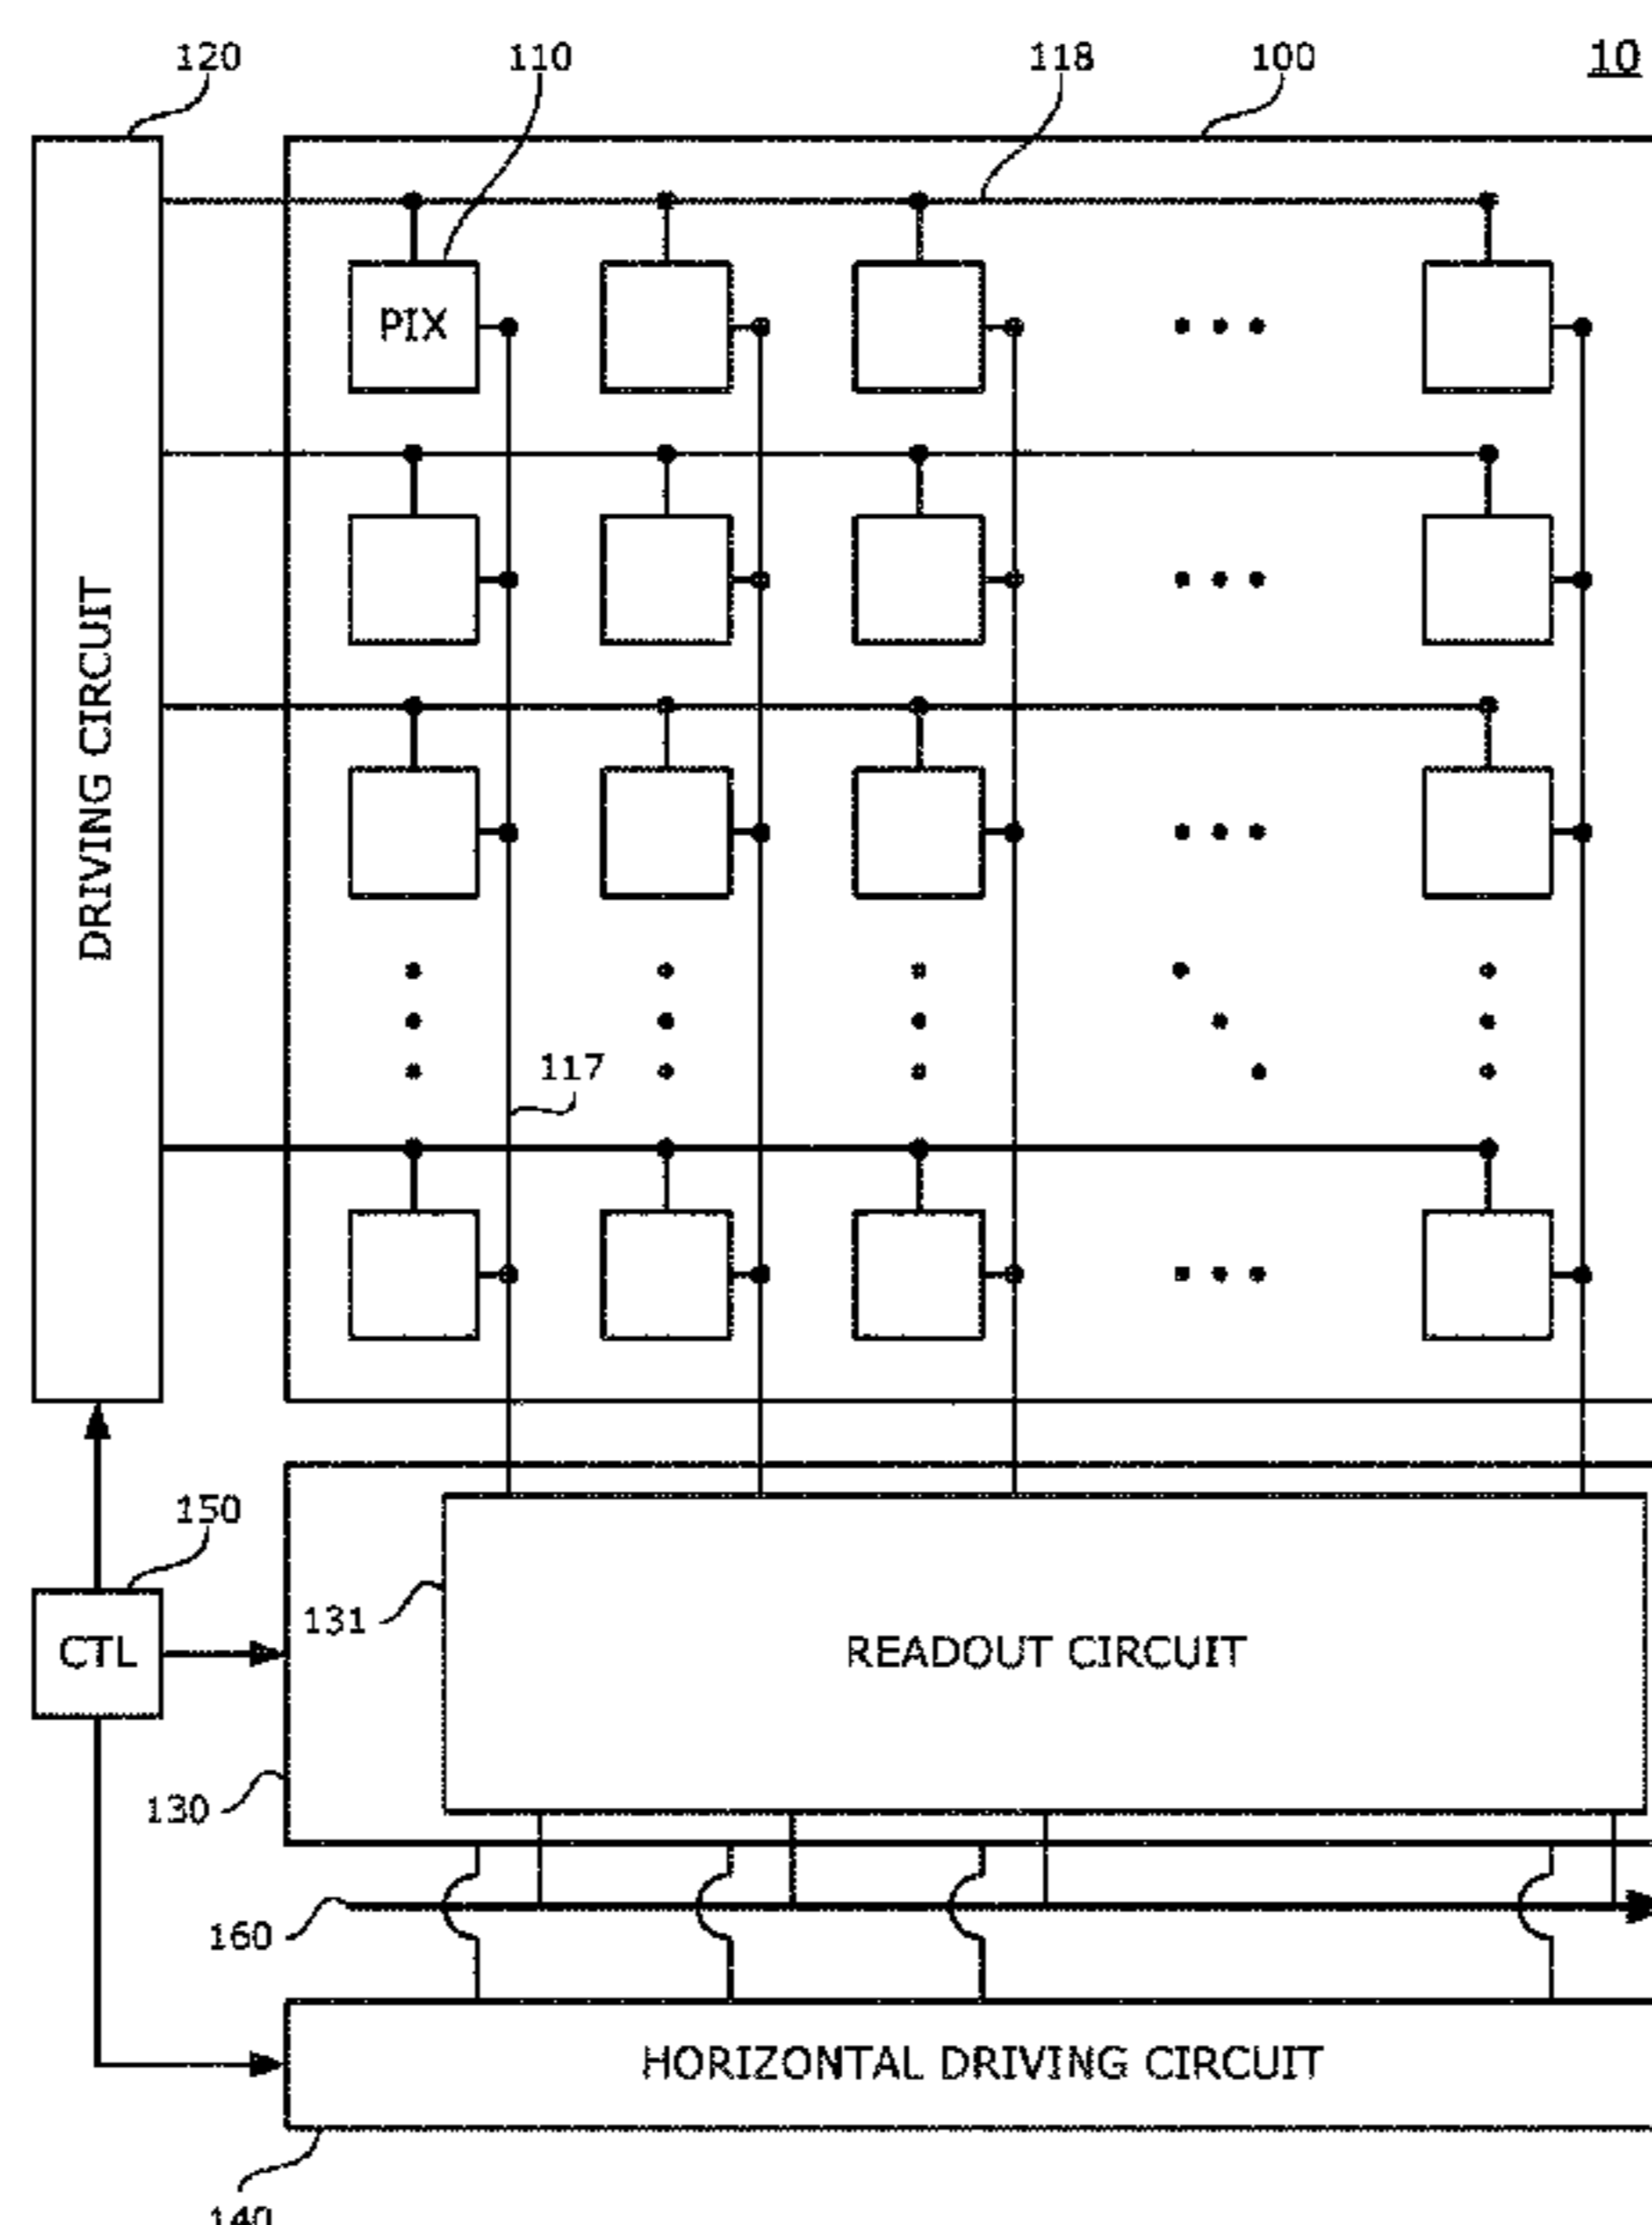 120
110
118
100
10
PIX
DRIVING CIRCUIT
117
150
131
CTL
READOUT CIRCUIT
130
160
HORIZONTAL DRIVING CIRCUIT
140